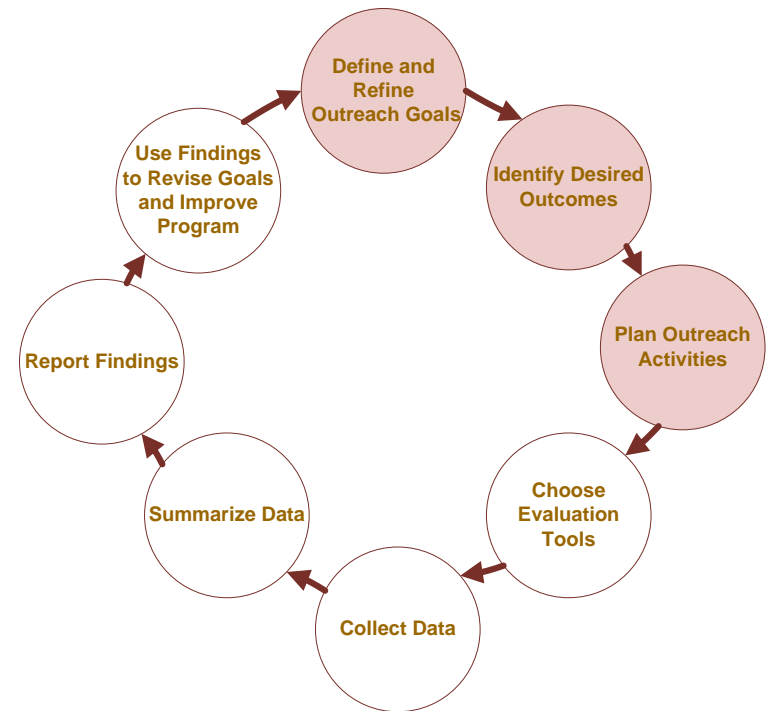 Define and
Refine
Outreach Goals
Identify Desired
Outcomes
Plan Outreach
Activities
Choose
Evaluation
Tools
Collect Data
Summarize Data
Report Findings
Use Findings
to Revise Goals
and Improve
Program